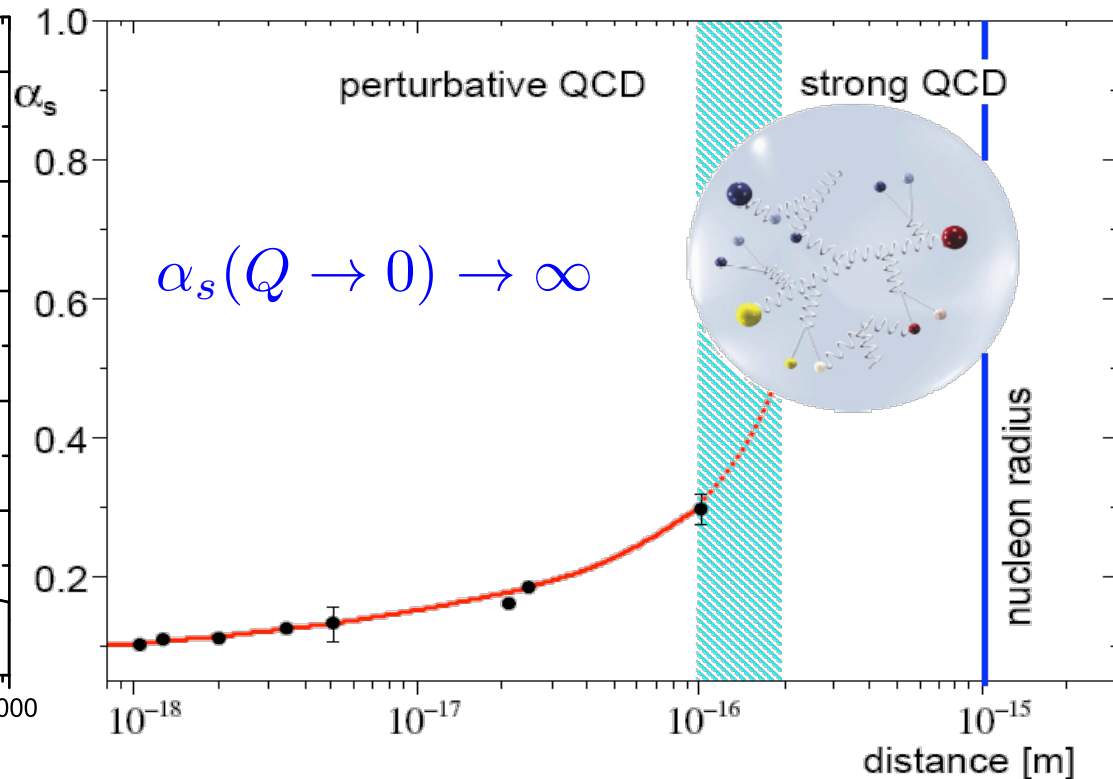 1.0
α_s
perturbative QCD
strong QCD
0.8
α_s(Q → 0) → ∞
0.6
0.4
nucleon radius
0.2
000
10^-18
10^-17
10^-16
10^-15
distance [m]